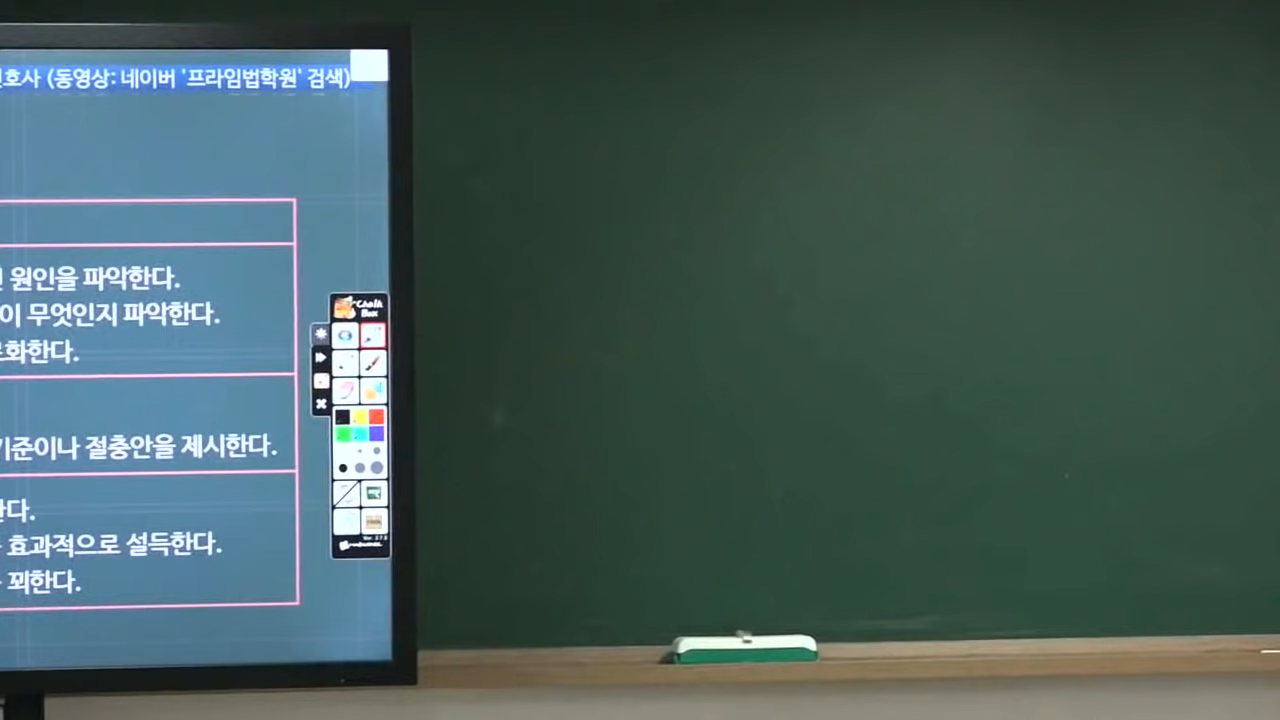 호사 (동영상: 네이버 '프라임법학원' 검색)
원인을 파악한다.
이 무엇인지 파악한다.
화한다.
Chalk
Box
기준이나 절충안을 제시한다.
한다.
효과적으로 설득한다.
꾀한다.